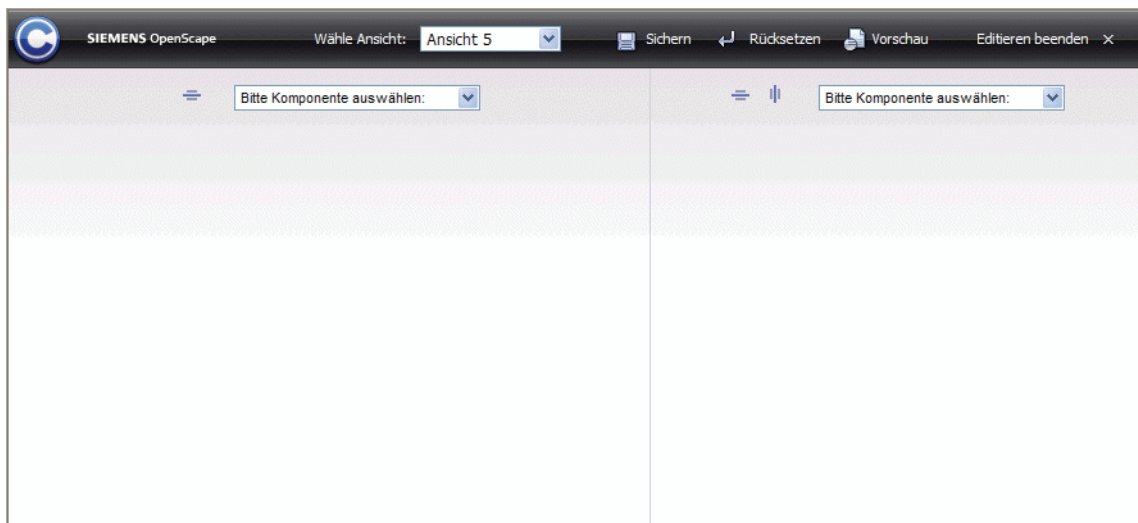 SIEMENS OpenScape Wähle Ansicht: Ansicht 5 Sichern Rücksetzen Vorschau Editieren beenden
Bitte Komponente auswählen: Bitte Komponente auswählen: